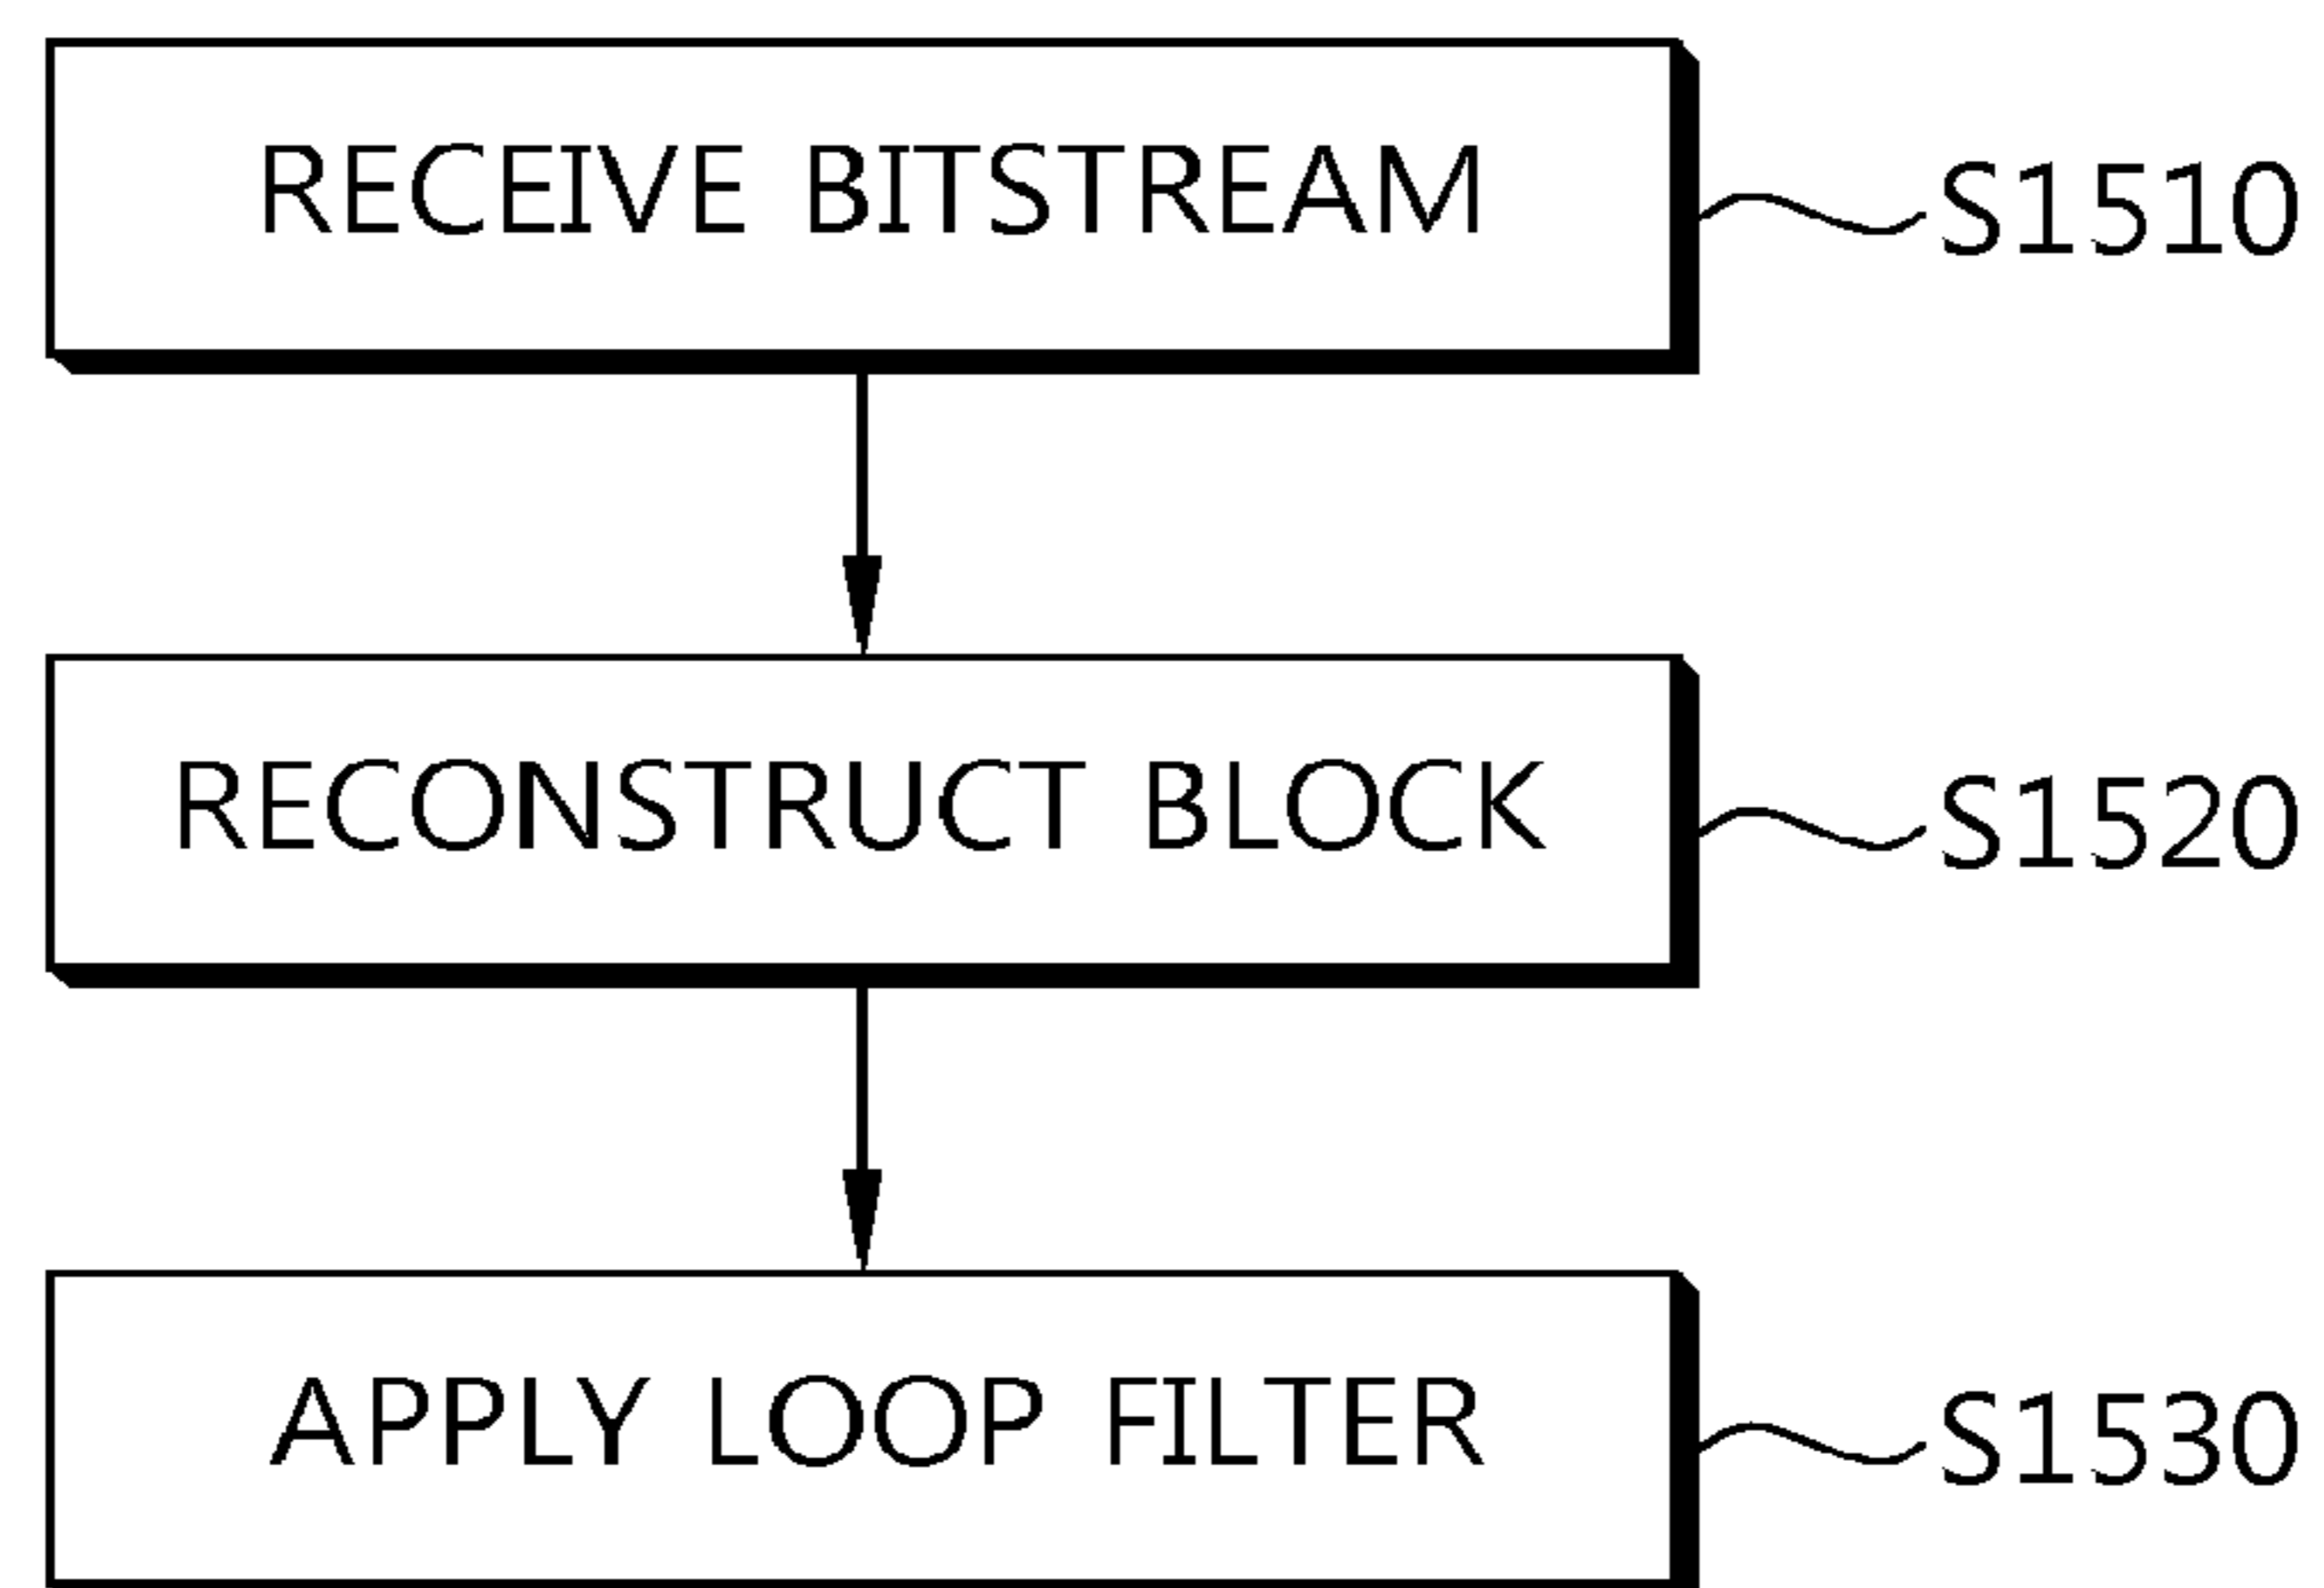 RECEIVE BITSTREAM
S1510
RECONSTRUCT BLOCK
S1520
APPLY LOOP FILTER
S1530